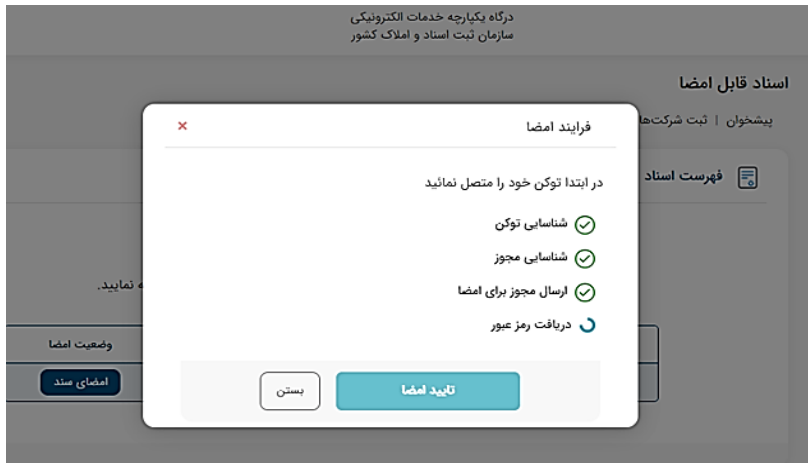 درگاه یکپارچه خدمات الکترونیکی
سازمان ثبت اسناد و املاک کشور
اسناد قابل امضا
پیشخوان | ثبت شرکت‌ها
فهرست اسناد
فرایند امضا
×
در ابتدا توکن خود را متصل نمائید
شناسایی توکن
شناسایی مجوز
ارسال مجوز برای امضا
دریافت رمز عبور
تایید امضا
بستن
نمایید.
وضعیت امضا
امضای سند